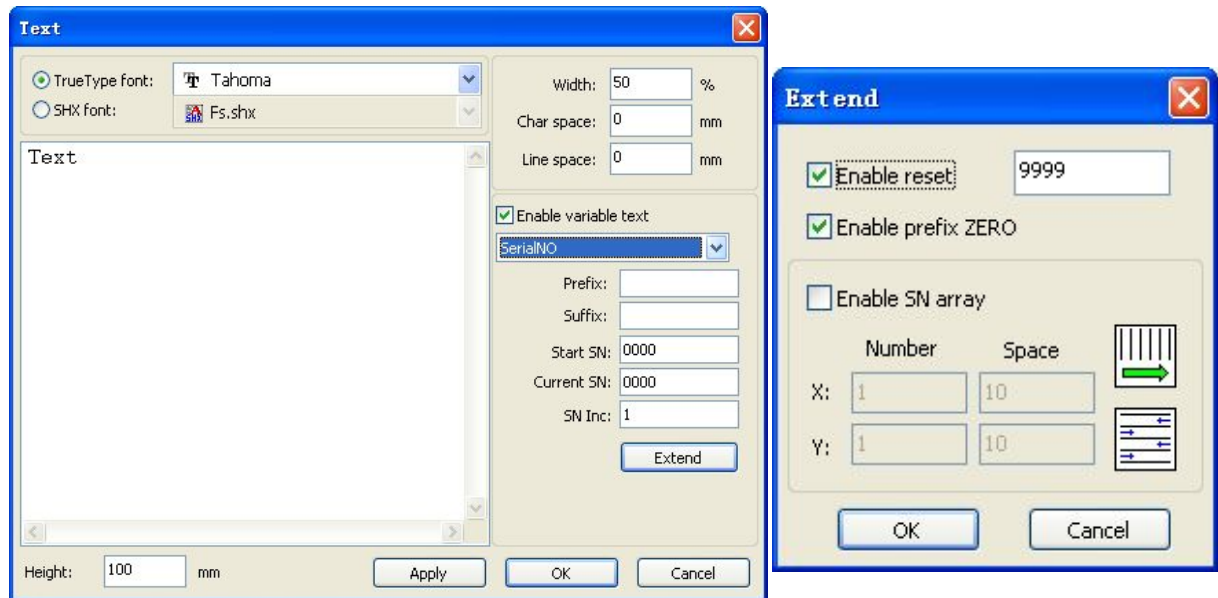 Text
TrueType font: Tahoma
SHX font: Fs.shx
Text
Height: 100 mm
Apply
Width: 50 %
Char space: 0 mm
Line space: 0 mm
Enable variable text
SerialNO
Prefix:
Suffix:
Start SN: 0000
Current SN: 0000
SN Inc: 1
Extend
OK Cancel
Extend
Enable reset 9999
Enable prefix ZERO
Enable SN array
Number Space
X: 1 10
Y: 1 10
OK Cancel